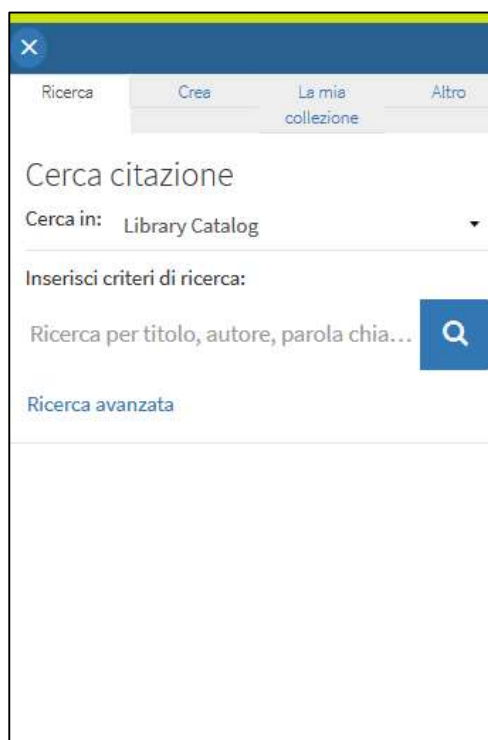 Ricerca Crea La mia Altro
collezione
Cerca citazione
Cerca in: Library Catalog
Inserisci criteri di ricerca:
Ricerca per titolo, autore, parola chia...
Ricerca avanzata